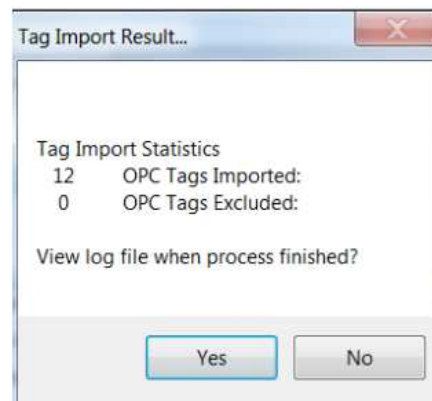 Tag Import Result...
Tag Import Statistics
12 OPC Tags Imported:
0 OPC Tags Excluded:
View log file when process finished?
Yes No